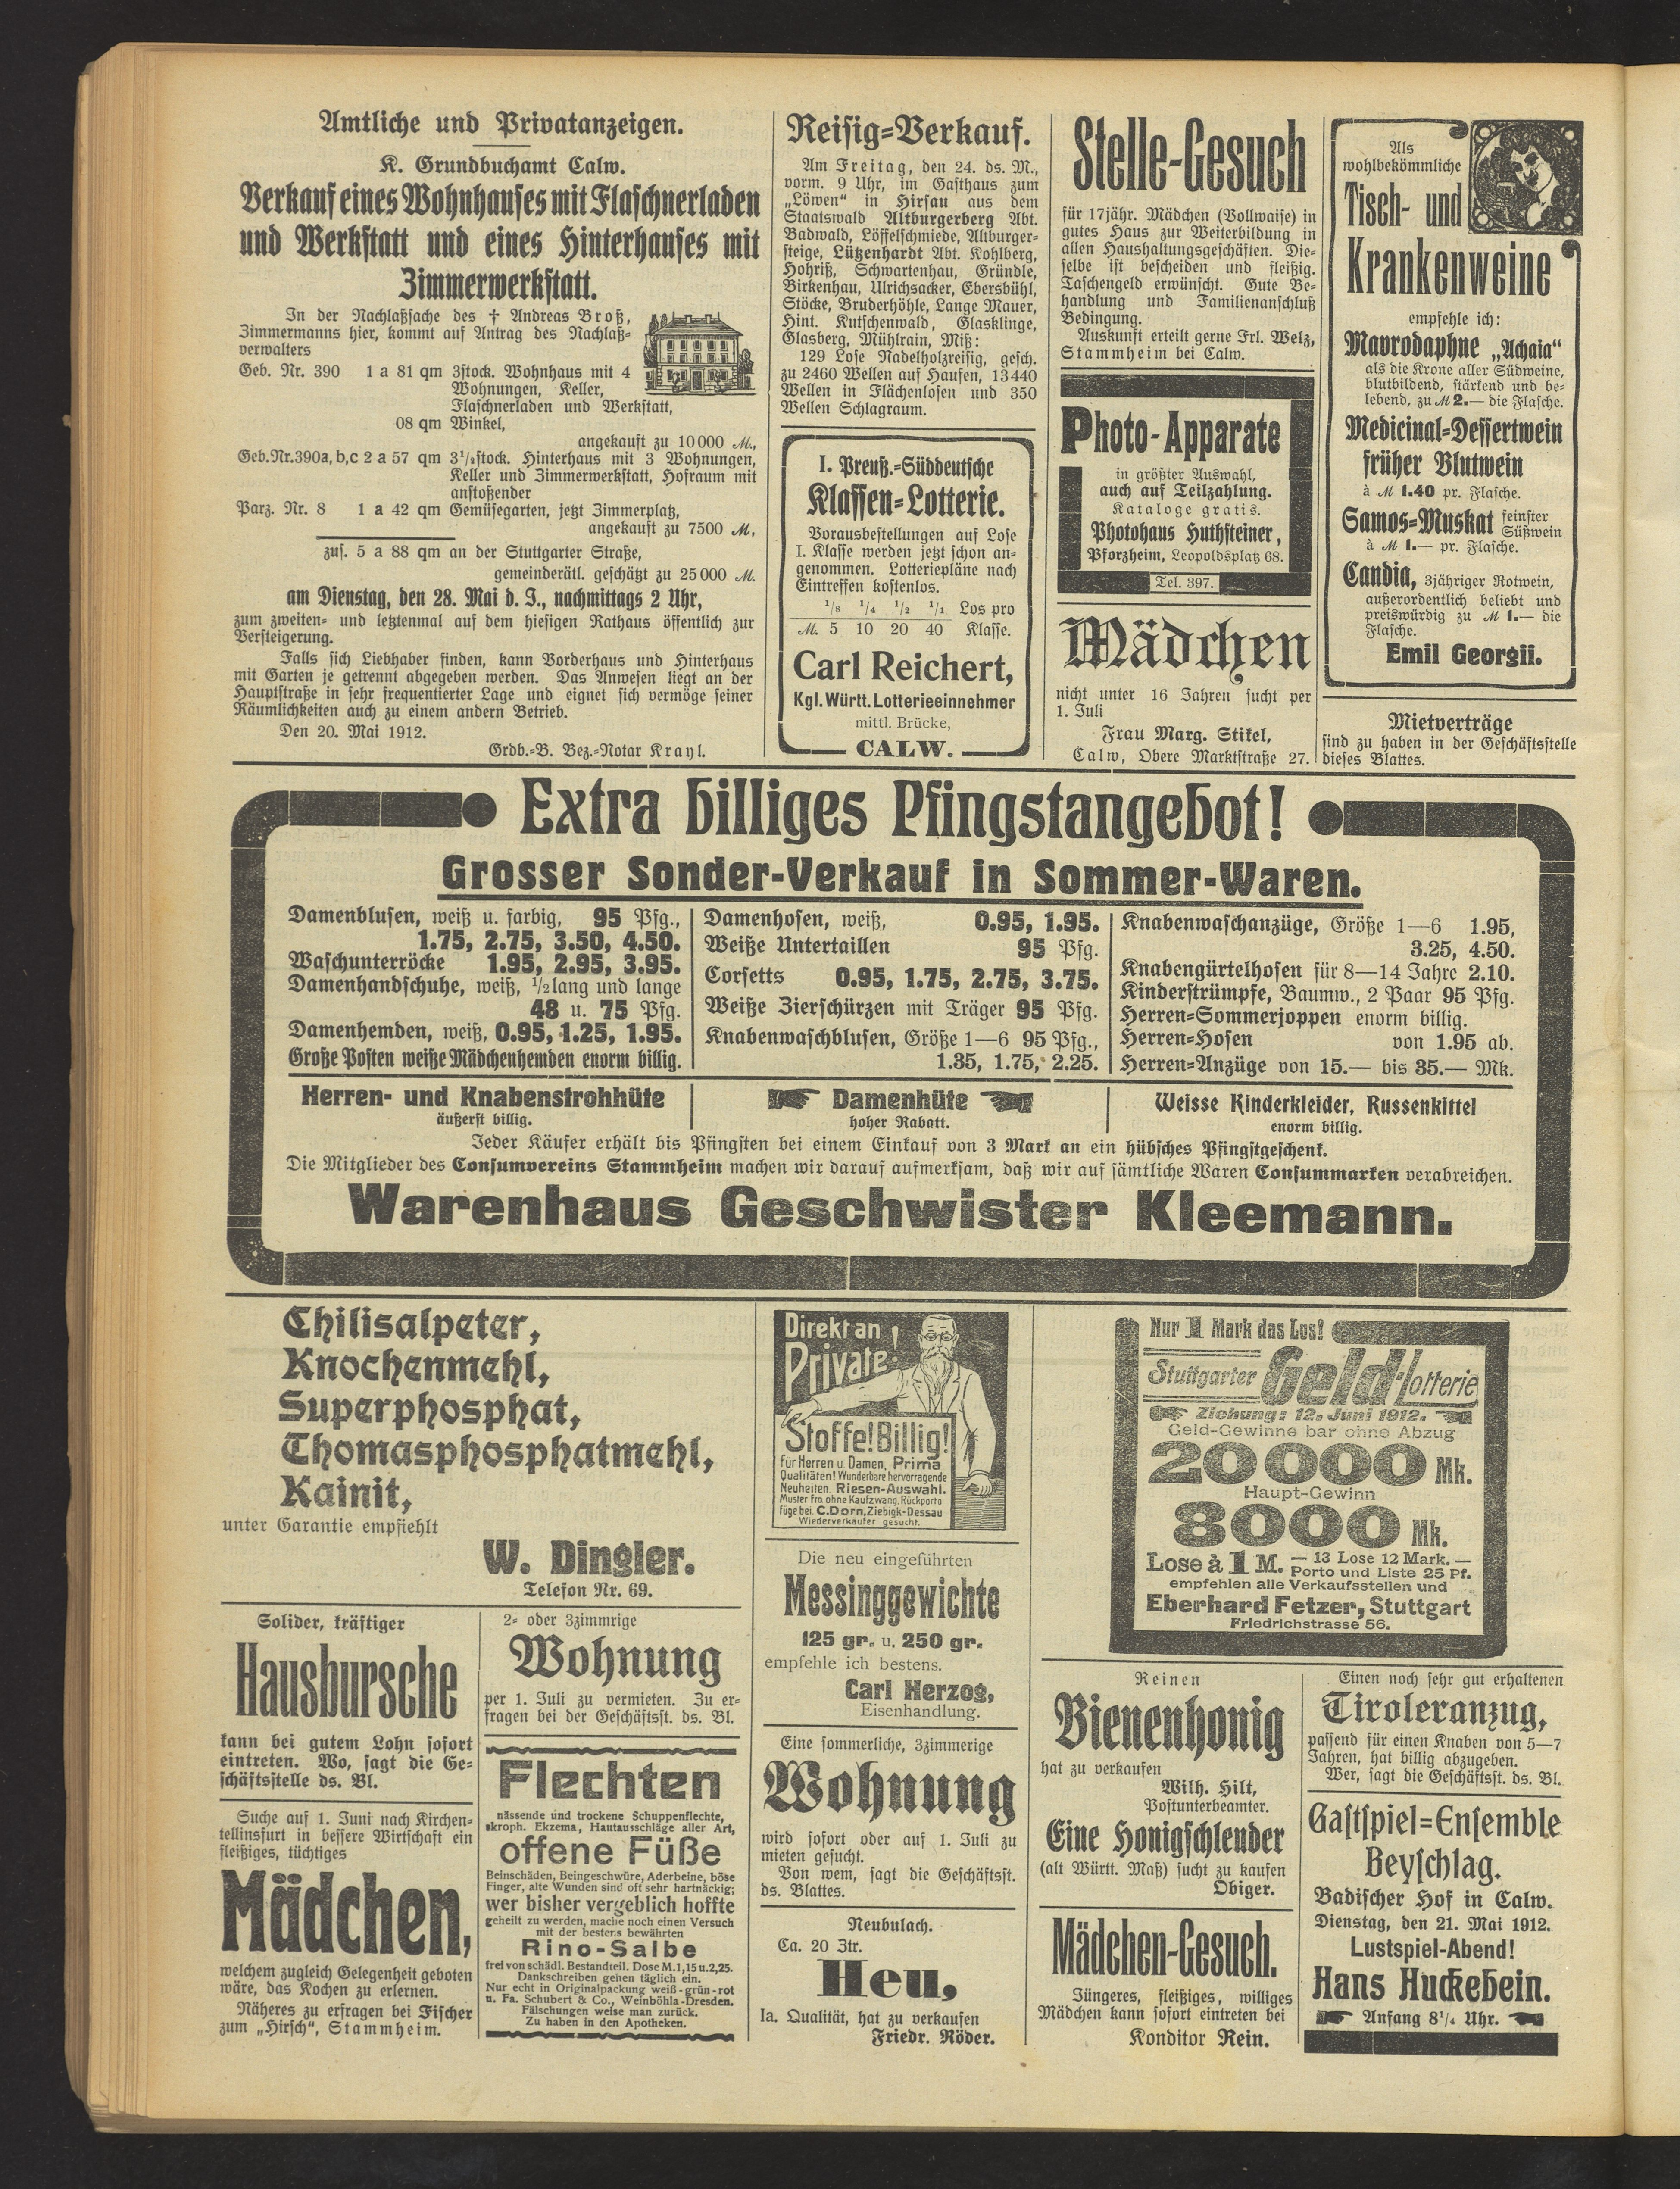 Amtliche und Privatanzeigen.
K. Grundbuchamt Calw.
Verkauf eines Wohnhauses mit Flaschnerladen
und Werkstatt und eines Hinterhauses mit
Zimmerwerkstatt.
In der Nachlaßsache des † Andreas Broß,
Zimmermanns hier, kommt auf Antrag des Nachlaß-
verwalters
Geb. Nr. 390 1 a 81 qm 3stock. Wohnhaus mit 4
Wohnungen, Keller,
Flaschnerladen und Werkstatt,
08 qm Winkel,
angekauft zu 10000 M.,
Geb.Nr.390a,b,c 2 a 57 qm 3½stock. Hinterhaus mit 3 Wohnungen,
Keller und Zimmerwerkstatt, Hofraum mit
anstoßender
Parz. Nr. 8 1 a 42 qm Gemüsegarten, jetzt Zimmerplatz,
angekauft zu 7500 M,
zus. 5 a 88 qm an der Stuttgarter Straße,
gemeinderätl. geschätzt zu 25000 M.
am Dienstag, den 28. Mai d. J., nachmittags 2 Uhr,
zum zweiten- und letztenmal auf dem hiesigen Rathaus öffentlich zur
Versteigerung.
Falls sich Liebhaber finden, kann Vorderhaus und Hinterhaus
mit Garten je getrennt abgegeben werden. Das Anwesen liegt an der
Hauptstraße in sehr frequentierter Lage und eignet sich vermöge seiner
Räumlichkeiten auch zu einem andern Betrieb.
Den 20. Mai 1912.
Grdb.-B. Bez.-Notar Krayl.
Reisig-Verkauf.
Am Freitag, den 24. ds. M.,
vorm. 9 Uhr, im Gasthaus zum
„Löwen“ in Hirsau aus dem
Staatswald Altburgerberg Abt.
Badwald, Löffelschmiede, Altburger-
steige, Lützenhardt Abt. Kohlberg,
Hohriß, Schwartenhau, Gründle,
Birkenhau, Ulrichsacker, Ebersbühl,
Stöcke, Bruderhöhle, Lange Mauer,
Hint. Kutschenwald, Glasklinge,
Glasberg, Mühlrain, Miß:
129 Lose Nadelholzreisig, gesch.
zu 2460 Wellen auf Haufen, 13440
Wellen in Flächenlosen und 350
Wellen Schlagraum.
I. Preuß.-Süddeutsche
Klassen-Lotterie.
Vorausbestellungen auf Lose
I. Klasse werden jetzt schon an-
genommen. Lotteriepläne nach
Eintreffen kostenlos.
1/8 1/4 1/2 1/1 Los pro
M. 5 10 20 40 Klasse.
Carl Reichert,
Kgl. Württ. Lotterieeinnehmer
mittl. Brücke,
CALW.
Stelle-Gesuch
für 17jähr. Mädchen (Vollwaise) in
gutes Haus zur Weiterbildung in
allen Haushaltungsgeschäften. Die-
selbe ist bescheiden und fleißig.
Taschengeld erwünscht. Gute Be-
handlung und Familienanschluß
Bedingung.
Auskunft erteilt gerne Frl. Welz,
Stammheim bei Calw.
Photo-Apparate
in größter Auswahl,
auch auf Teilzahlung.
Kataloge gratis.
Photohaus Huthsteiner,
Pforzheim, Leopoldsplatz 68.
Tel. 397.
Mädchen
nicht unter 16 Jahren sucht per
1. Juli
Frau Marg. Stikel,
Calw, Obere Marktstraße 27.
Als
wohlbekömmliche
Tisch- und
Krankenweine
empfehle ich:
Mavrodaphne „Achaia“
als die Krone aller Südweine,
blutbildend, stärkend und be-
lebend, zu M 2.— die Flasche.
Medicinal-Dessertwein
früher Blutwein
à M 1.40 pr. Flasche.
Samos-Muskat feinster
Süßwein
à M 1.— pr. Flasche.
Candia, 3jähriger Rotwein,
außerordentlich beliebt und
preiswürdig zu M 1.— die
Flasche.
Emil Georgii.
Mietverträge
sind zu haben in der Geschäftsstelle
dieses Blattes.
Extra billiges Pfingstangebot!
Grosser Sonder-Verkauf in Sommer-Waren.
Damenblusen, weiß u. farbig, 95 Pfg.,
1.75, 2.75, 3.50, 4.50.
Waschunterröcke 1.95, 2.95, 3.95.
Damenhandschuhe, weiß, ½lang und lange
48 u. 75 Pfg.
Damenhemden, weiß, 0.95, 1.25, 1.95.
Große Posten weiße Mädchenhemden enorm billig.
Damenhosen, weiß, 0.95, 1.95.
Weiße Untertaillen 95 Pfg.
Corsetts 0.95, 1.75, 2.75, 3.75.
Weiße Zierschürzen mit Träger 95 Pfg.
Knabenwaschblusen, Größe 1—6 95 Pfg.,
1.35, 1.75, 2.25.
Knabenwaschanzüge, Größe 1—6 1.95,
3.25, 4.50.
Knabengürtelhosen für 8—14 Jahre 2.10.
Kinderstrümpfe, Baumw., 2 Paar 95 Pfg.
Herren-Sommerjoppen enorm billig.
Herren-Hosen von 1.95 ab.
Herren-Anzüge von 15.— bis 35.— Mk.
Herren- und Knabenstrohhüte
äußerst billig.
Damenhüte
hoher Rabatt.
Weisse Kinderkleider, Russenkittel
enorm billig.
Jeder Käufer erhält bis Pfingsten bei einem Einkauf von 3 Mark an ein hübsches Pfingstgeschenk.
Die Mitglieder des Consumvereins Stammheim machen wir darauf aufmerksam, daß wir auf sämtliche Waren Consummarken verabreichen.
Warenhaus Geschwister Kleemann.
Chilisalpeter,
Knochenmehl,
Superphosphat,
Thomasphosphatmehl,
Kainit,
unter Garantie empfiehlt
W. Dingler.
Telefon Nr. 69.
Solider, kräftiger
Hausbursche
kann bei gutem Lohn sofort
eintreten. Wo, sagt die Ge-
schäftsstelle ds. Bl.
Suche auf 1. Juni nach Kirchen-
tellinsfurt in bessere Wirtschaft ein
fleißiges, tüchtiges
Mädchen,
welchem zugleich Gelegenheit geboten
wäre, das Kochen zu erlernen.
Näheres zu erfragen bei Fischer
zum „Hirsch“, Stammheim.
2- oder 3zimmrige
Wohnung
per 1. Juli zu vermieten. Zu er-
fragen bei der Geschäftsst. ds. Bl.
Flechten
nässende und trockene Schuppenflechte,
skroph. Ekzema, Hautausschläge aller Art,
offene Füße
Beinschäden, Beingeschwüre, Aderbeine, böse
Finger, alte Wunden sind oft sehr hartnäckig;
wer bisher vergeblich hoffte
geheilt zu werden, mache noch einen Versuch
mit der bestens bewährten
Rino-Salbe
frei von schädl. Bestandteil. Dose M. 1,15 u. 2,25.
Dankschreiben gehen täglich ein.
Nur echt in Originalpackung weiß-grün-rot
u. Fa. Schubert & Co., Weinböhla-Dresden.
Fälschungen weise man zurück.
Zu haben in den Apotheken.
Direkt an
Private!
Stoffe! Billig!
für Herren u. Damen, Prima
Qualitäten! Wunderbare hervorragende
Neuheiten. Riesen-Auswahl.
Muster fro. ohne Kaufzwang. Rückporto
füge bei. C. Dorn, Ziebigk-Dessau
Wiederverkäufer gesucht.
Die neu eingeführten
Messinggewichte
125 gr. u. 250 gr.
empfehle ich bestens.
Carl Herzog,
Eisenhandlung.
Eine sommerliche, 3zimmerige
Wohnung
wird sofort oder auf 1. Juli zu
mieten gesucht.
Von wem, sagt die Geschäftsst.
ds. Blattes.
Neubulach.
Ca. 20 Ztr.
Heu,
Ia. Qualität, hat zu verkaufen
Friedr. Röder.
Nur 1 Mark das Los!
Stuttgarter Geld-Lotterie
Ziehung: 12. Juni 1912.
Geld-Gewinne bar ohne Abzug
20000 Mk.
Haupt-Gewinn
8000 Mk.
Lose à 1 M. — 13 Lose 12 Mark. —
Porto und Liste 25 Pf.
empfehlen alle Verkaufsstellen und
Eberhard Fetzer, Stuttgart
Friedrichstrasse 56.
Reinen
Bienenhonig
hat zu verkaufen
Wilh. Hilt,
Postunterbeamter.
Eine Honigschleuder
(alt Württ. Maß) sucht zu kaufen
Obiger.
Mädchen-Gesuch.
Jüngeres, fleißiges, williges
Mädchen kann sofort eintreten bei
Konditor Rein.
Einen noch sehr gut erhaltenen
Tiroleranzug,
passend für einen Knaben von 5—7
Jahren, hat billig abzugeben.
Wer, sagt die Geschäftsst. ds. Bl.
Gastspiel-Ensemble
Beyschlag.
Badischer Hof in Calw.
Dienstag, den 21. Mai 1912.
Lustspiel-Abend!
Hans Huckebein.
Anfang 8¼ Uhr.